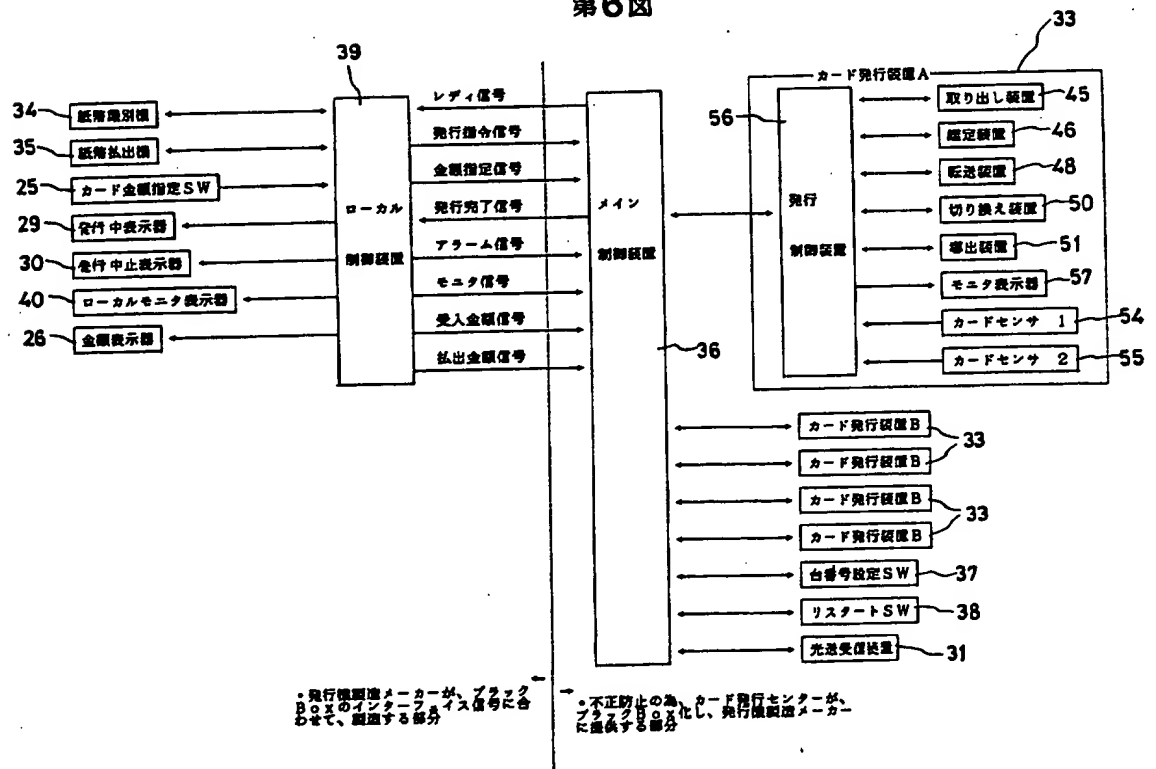 第6図
39
34
紙幣識別機
35
紙幣払出機
25
カード金額指定SW
29
発行中表示器
30
発行中止表示器
40
ローカルモニタ表示器
26
金額表示器
ローカル
制御装置
レディ信号
発行指令信号
金額指定信号
発行完了信号
アラーム信号
モニタ信号
受入金額信号
払出金額信号
メイン
制御装置
36
33
カード発行装置A
56
発行
制御装置
取り出し装置
45
鑑定装置
46
転送装置
48
切り換え装置
50
導出装置
51
モニタ表示器
57
カードセンサ 1
54
カードセンサ 2
55
カード発行装置B
33
カード発行装置B
カード発行装置B
33
カード発行装置B
台番号設定SW
37
リスタートSW
38
光送受信装置
31
・発行機製造メーカーが、ブラック
Boxのインターフェイス信号に合
わせて、製造する部分
・不正防止の為、カード発行センターが、
ブラックBox化し、発行機製造メーカー
に提供する部分